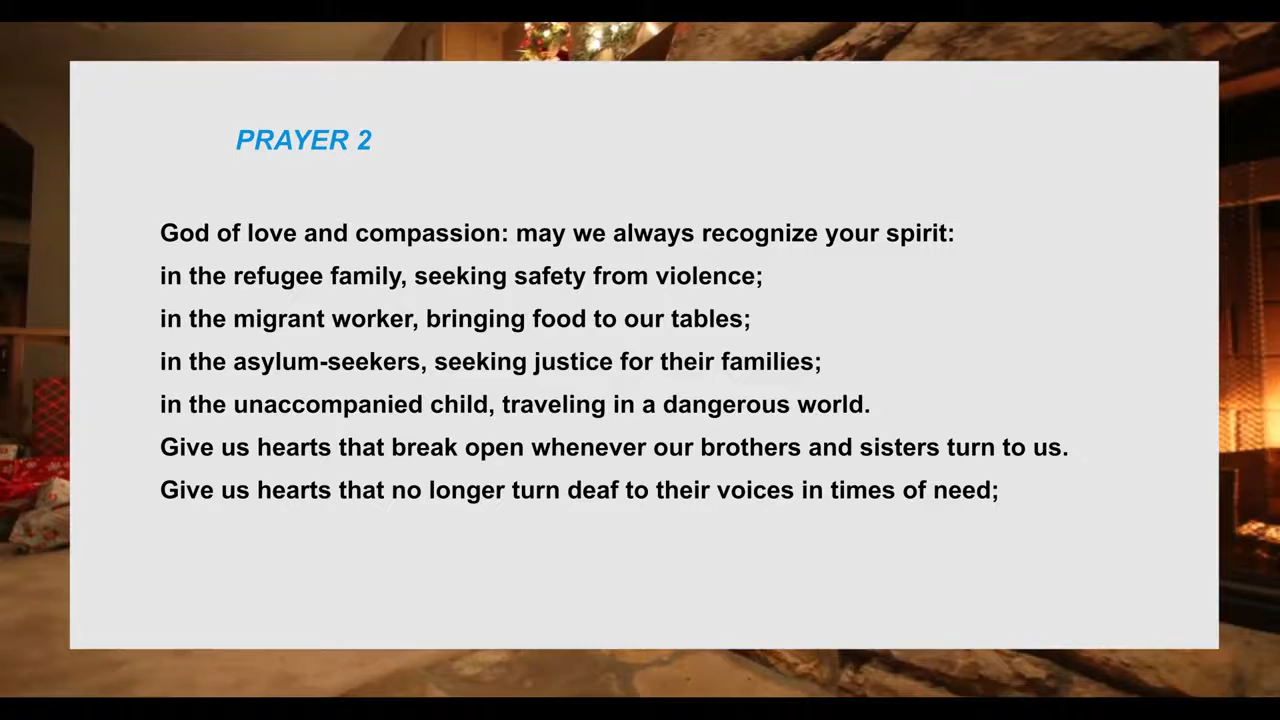 PRAYER 2
God of love and compassion: may we always recognize your spirit:
in the refugee family, seeking safety from violence;
in the migrant worker, bringing food to our tables;
in the asylum-seekers, seeking justice for their families;
in the unaccompanied child, traveling in a dangerous world.
Give us hearts that break open whenever our brothers and sisters turn to us.
Give us hearts that no longer turn deaf to their voices in times of need;